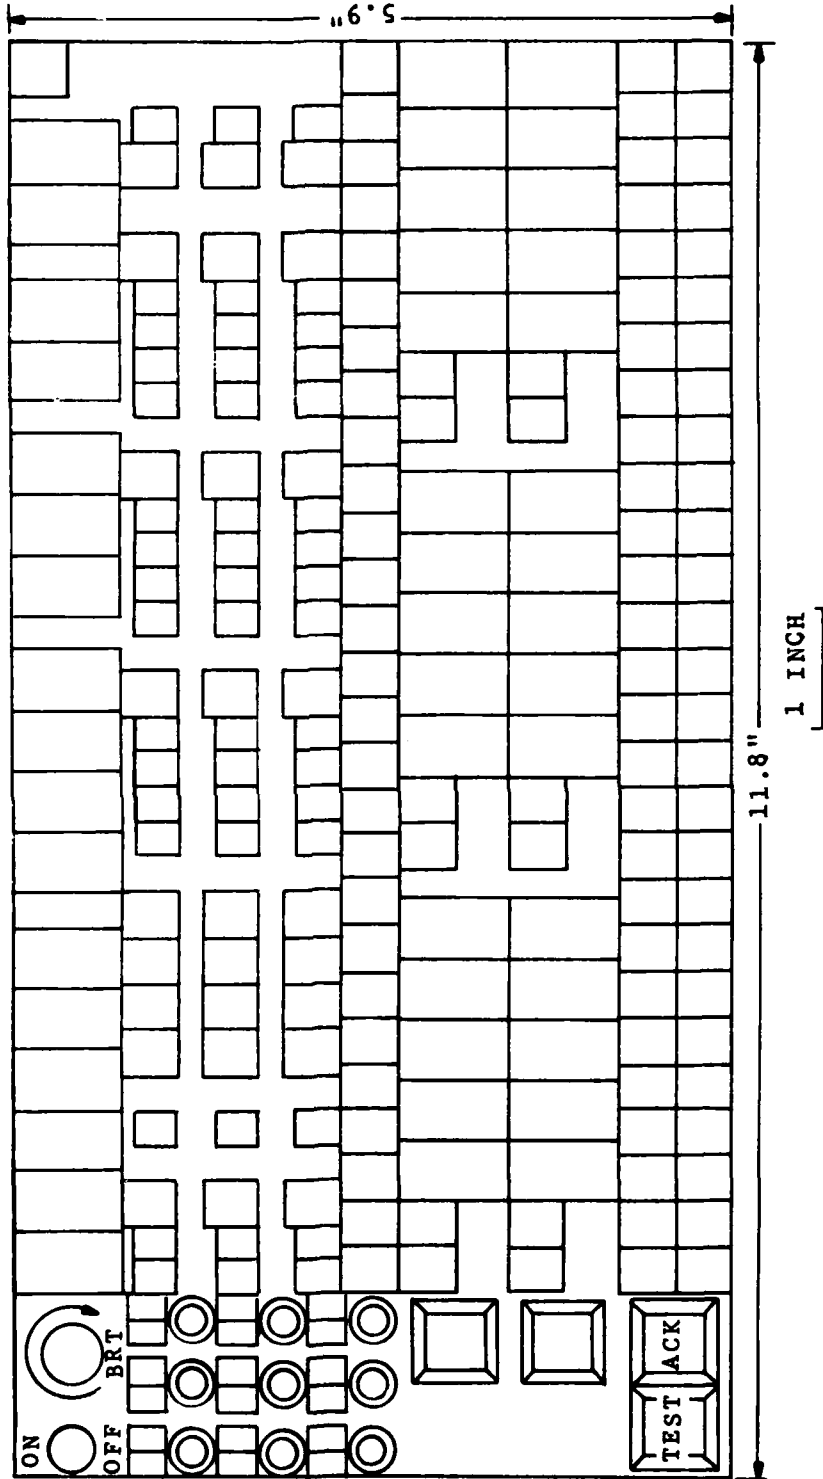 5.9"
11.8"
1 INCH
ON
OFF
BRT
TEST
ACK